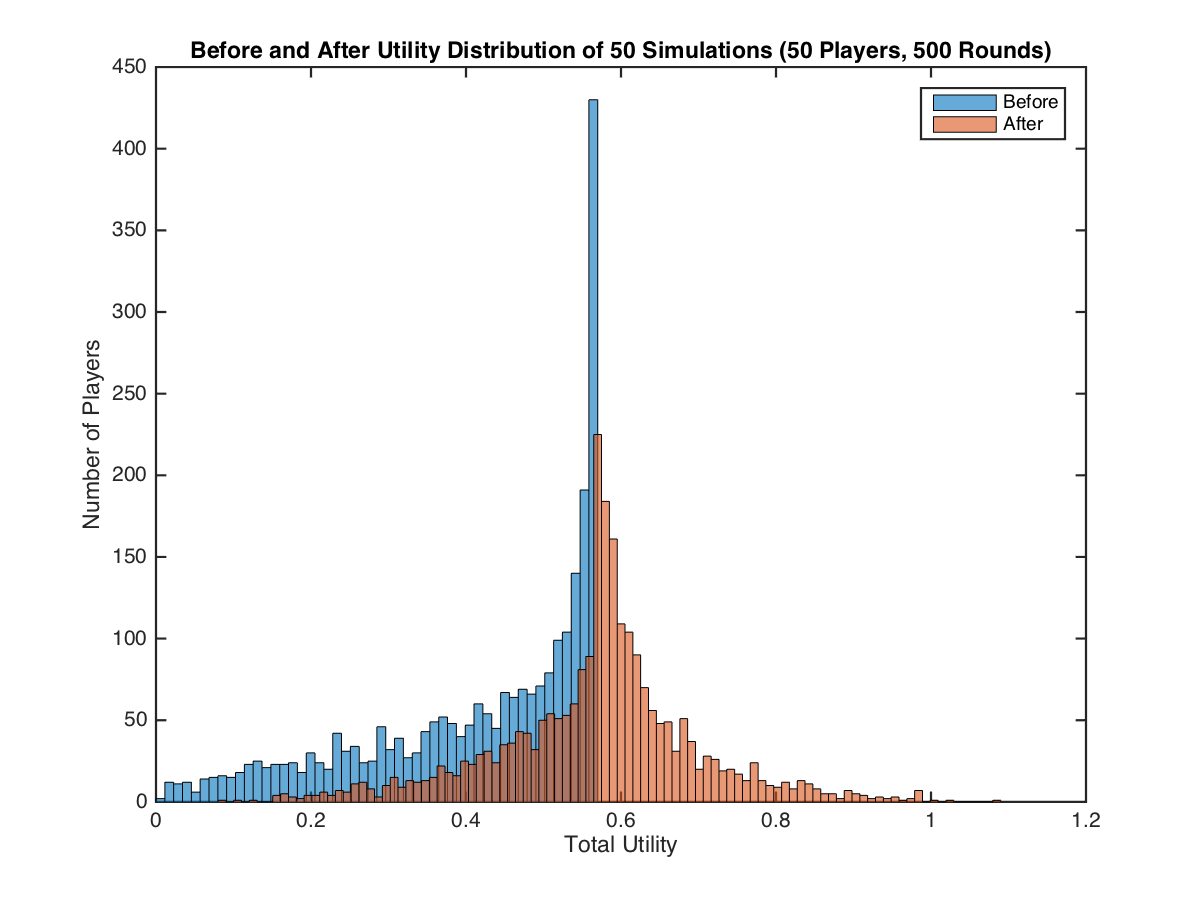 Before and After Utility Distribution of 50 Simulations (50 Players, 500 Rounds)
Before
After
450
400
350
300
250
200
150
100
50
0
Number of Players
0 0.2 0.4 0.6 0.8 1 1.2
Total Utility